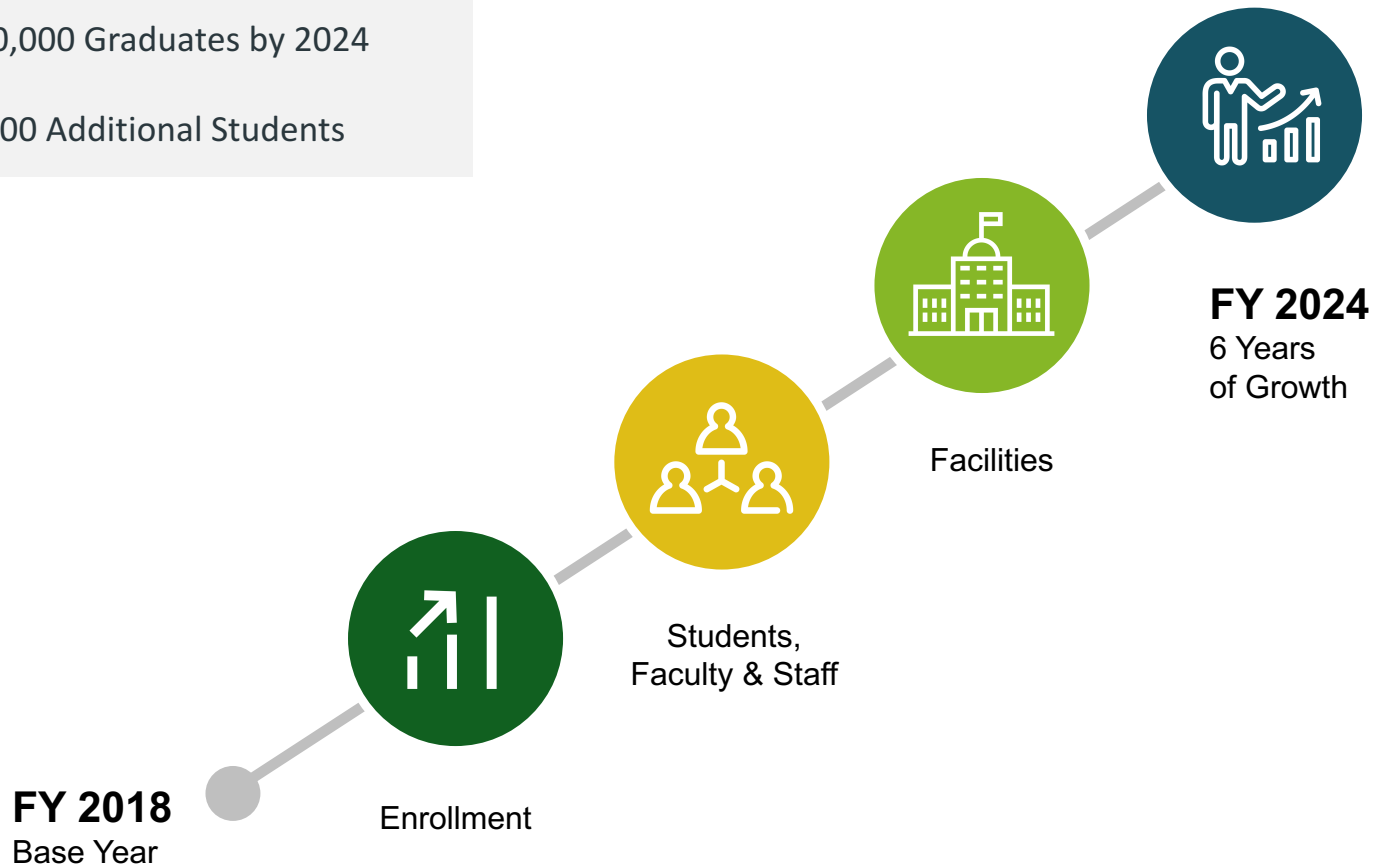 0,000 Graduates by 2024
00 Additional Students
FY 2024
6 Years
of Growth
Facilities
Students,
Faculty & Staff
Enrollment
FY 2018
Base Year